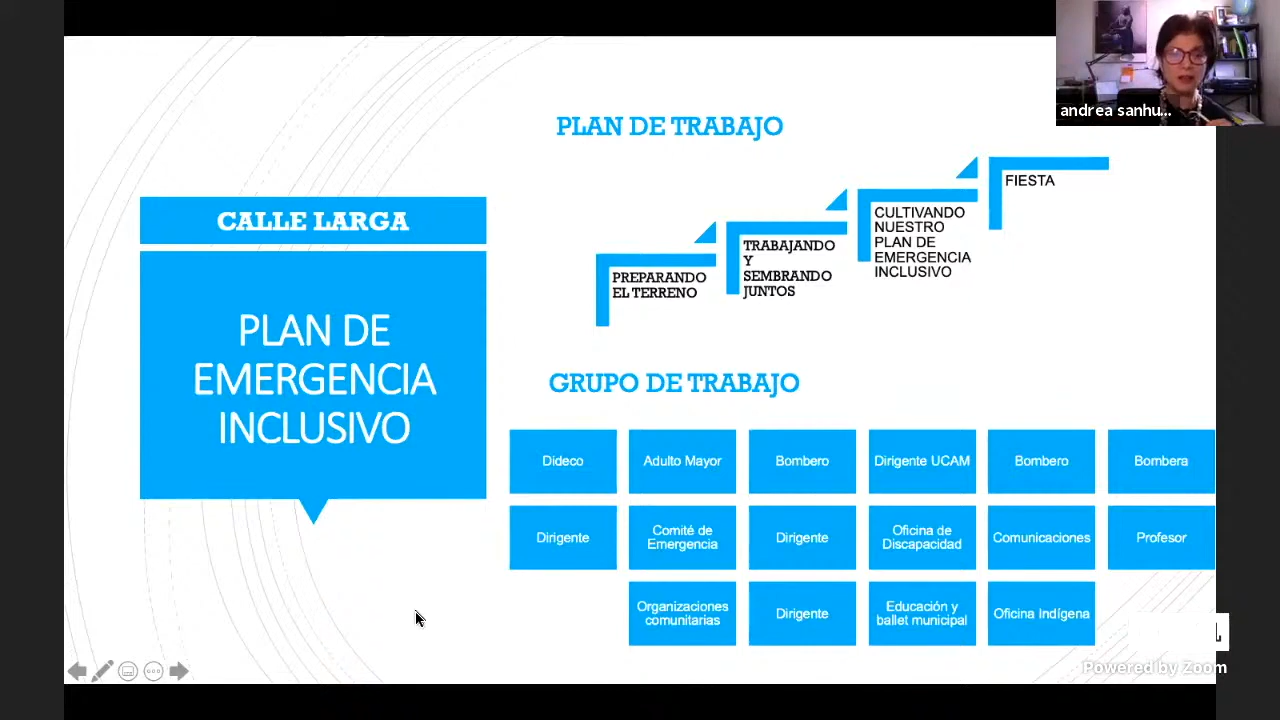 andrea sanhu...
PLAN DE TRABAJO
CALLE LARGA
PLAN DE
EMERGENCIA
INCLUSIVO
PREPARANDO
EL TERRENO
TRABAJANDO
Y
SEMBRANDO
JUNTOS
CULTIVANDO
NUESTRO
PLAN DE
EMERGENCIA
INCLUSIVO
FIESTA
GRUPO DE TRABAJO
Dideco
Adulto Mayor
Bombero
Dirigente UCAM
Bombero
Bombera
Dirigente
Comité de
Emergencia
Dirigente
Oficina de
Discapacidad
Comunicaciones
Profesor
Organizaciones
comunitarias
Dirigente
Educación y
ballet municipal
Oficina Indígena
Powered by Zoom